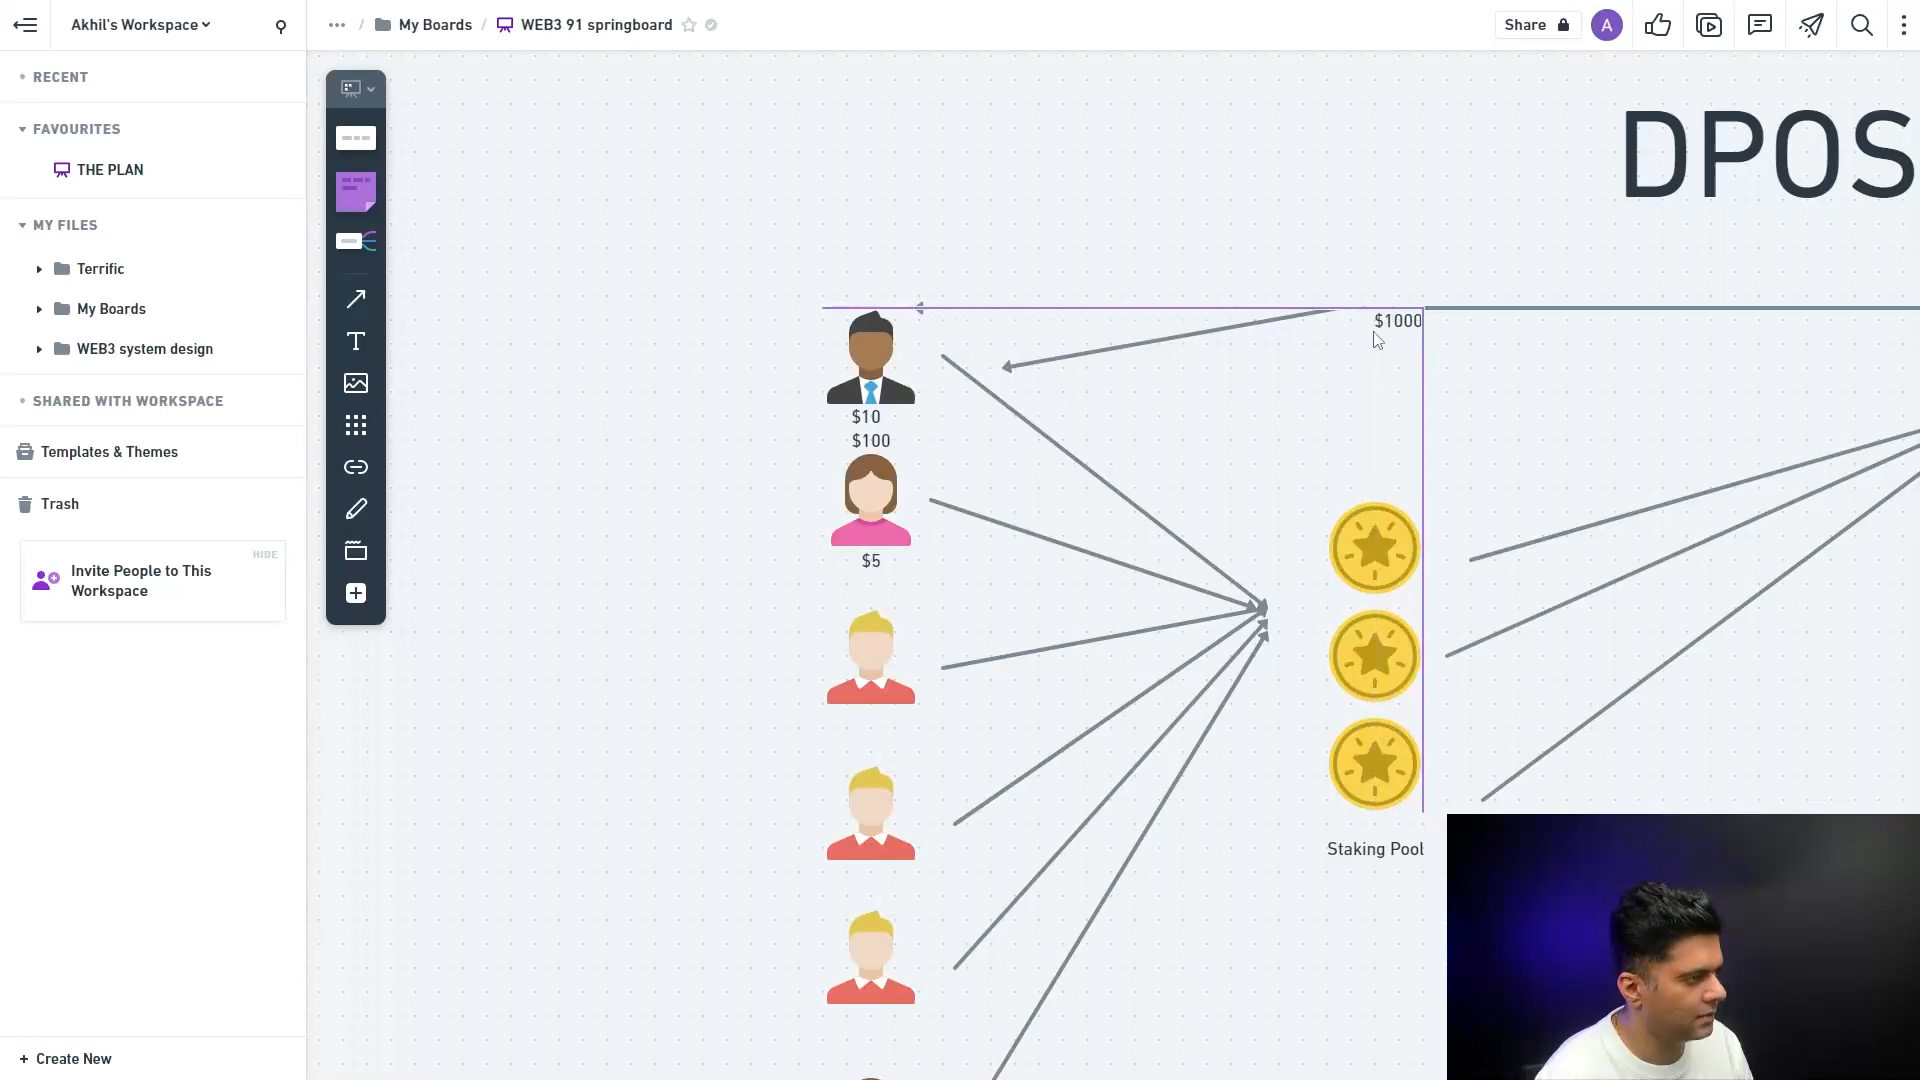 Akhil's Workspace
... / My Boards / WEB3 91 springboard
Share
A
RECENT
FAVOURITES
THE PLAN
MY FILES
Terrific
My Boards
WEB3 system design
SHARED WITH WORKSPACE
Templates & Themes
Trash
HIDE
Invite People to This
Workspace
+ Create New
T
DPOS
$1000
$10
$100
$5
Staking Pool